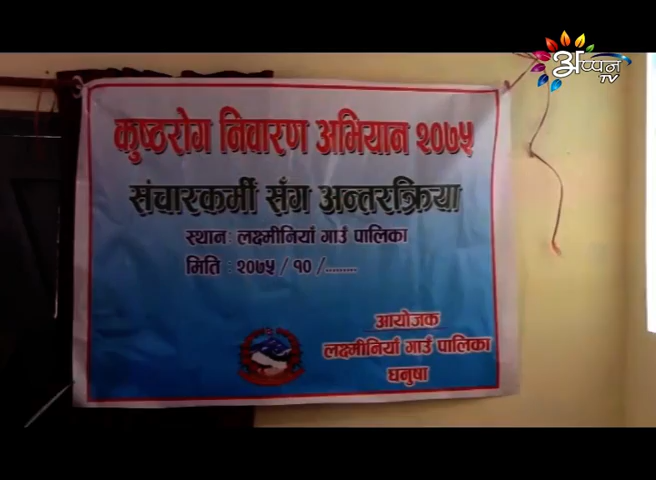 अप्पन
TV
कुष्ठरोग निवारण अभियान २०७५
संचारकर्मी सँग अन्तरक्रिया
स्थान: लक्ष्मीनियाँ गाउँ पालिका
मिति : २०७५ / १० /.........
आयोजक
लक्ष्मीनियाँ गाउँ पालिका
धनुषा